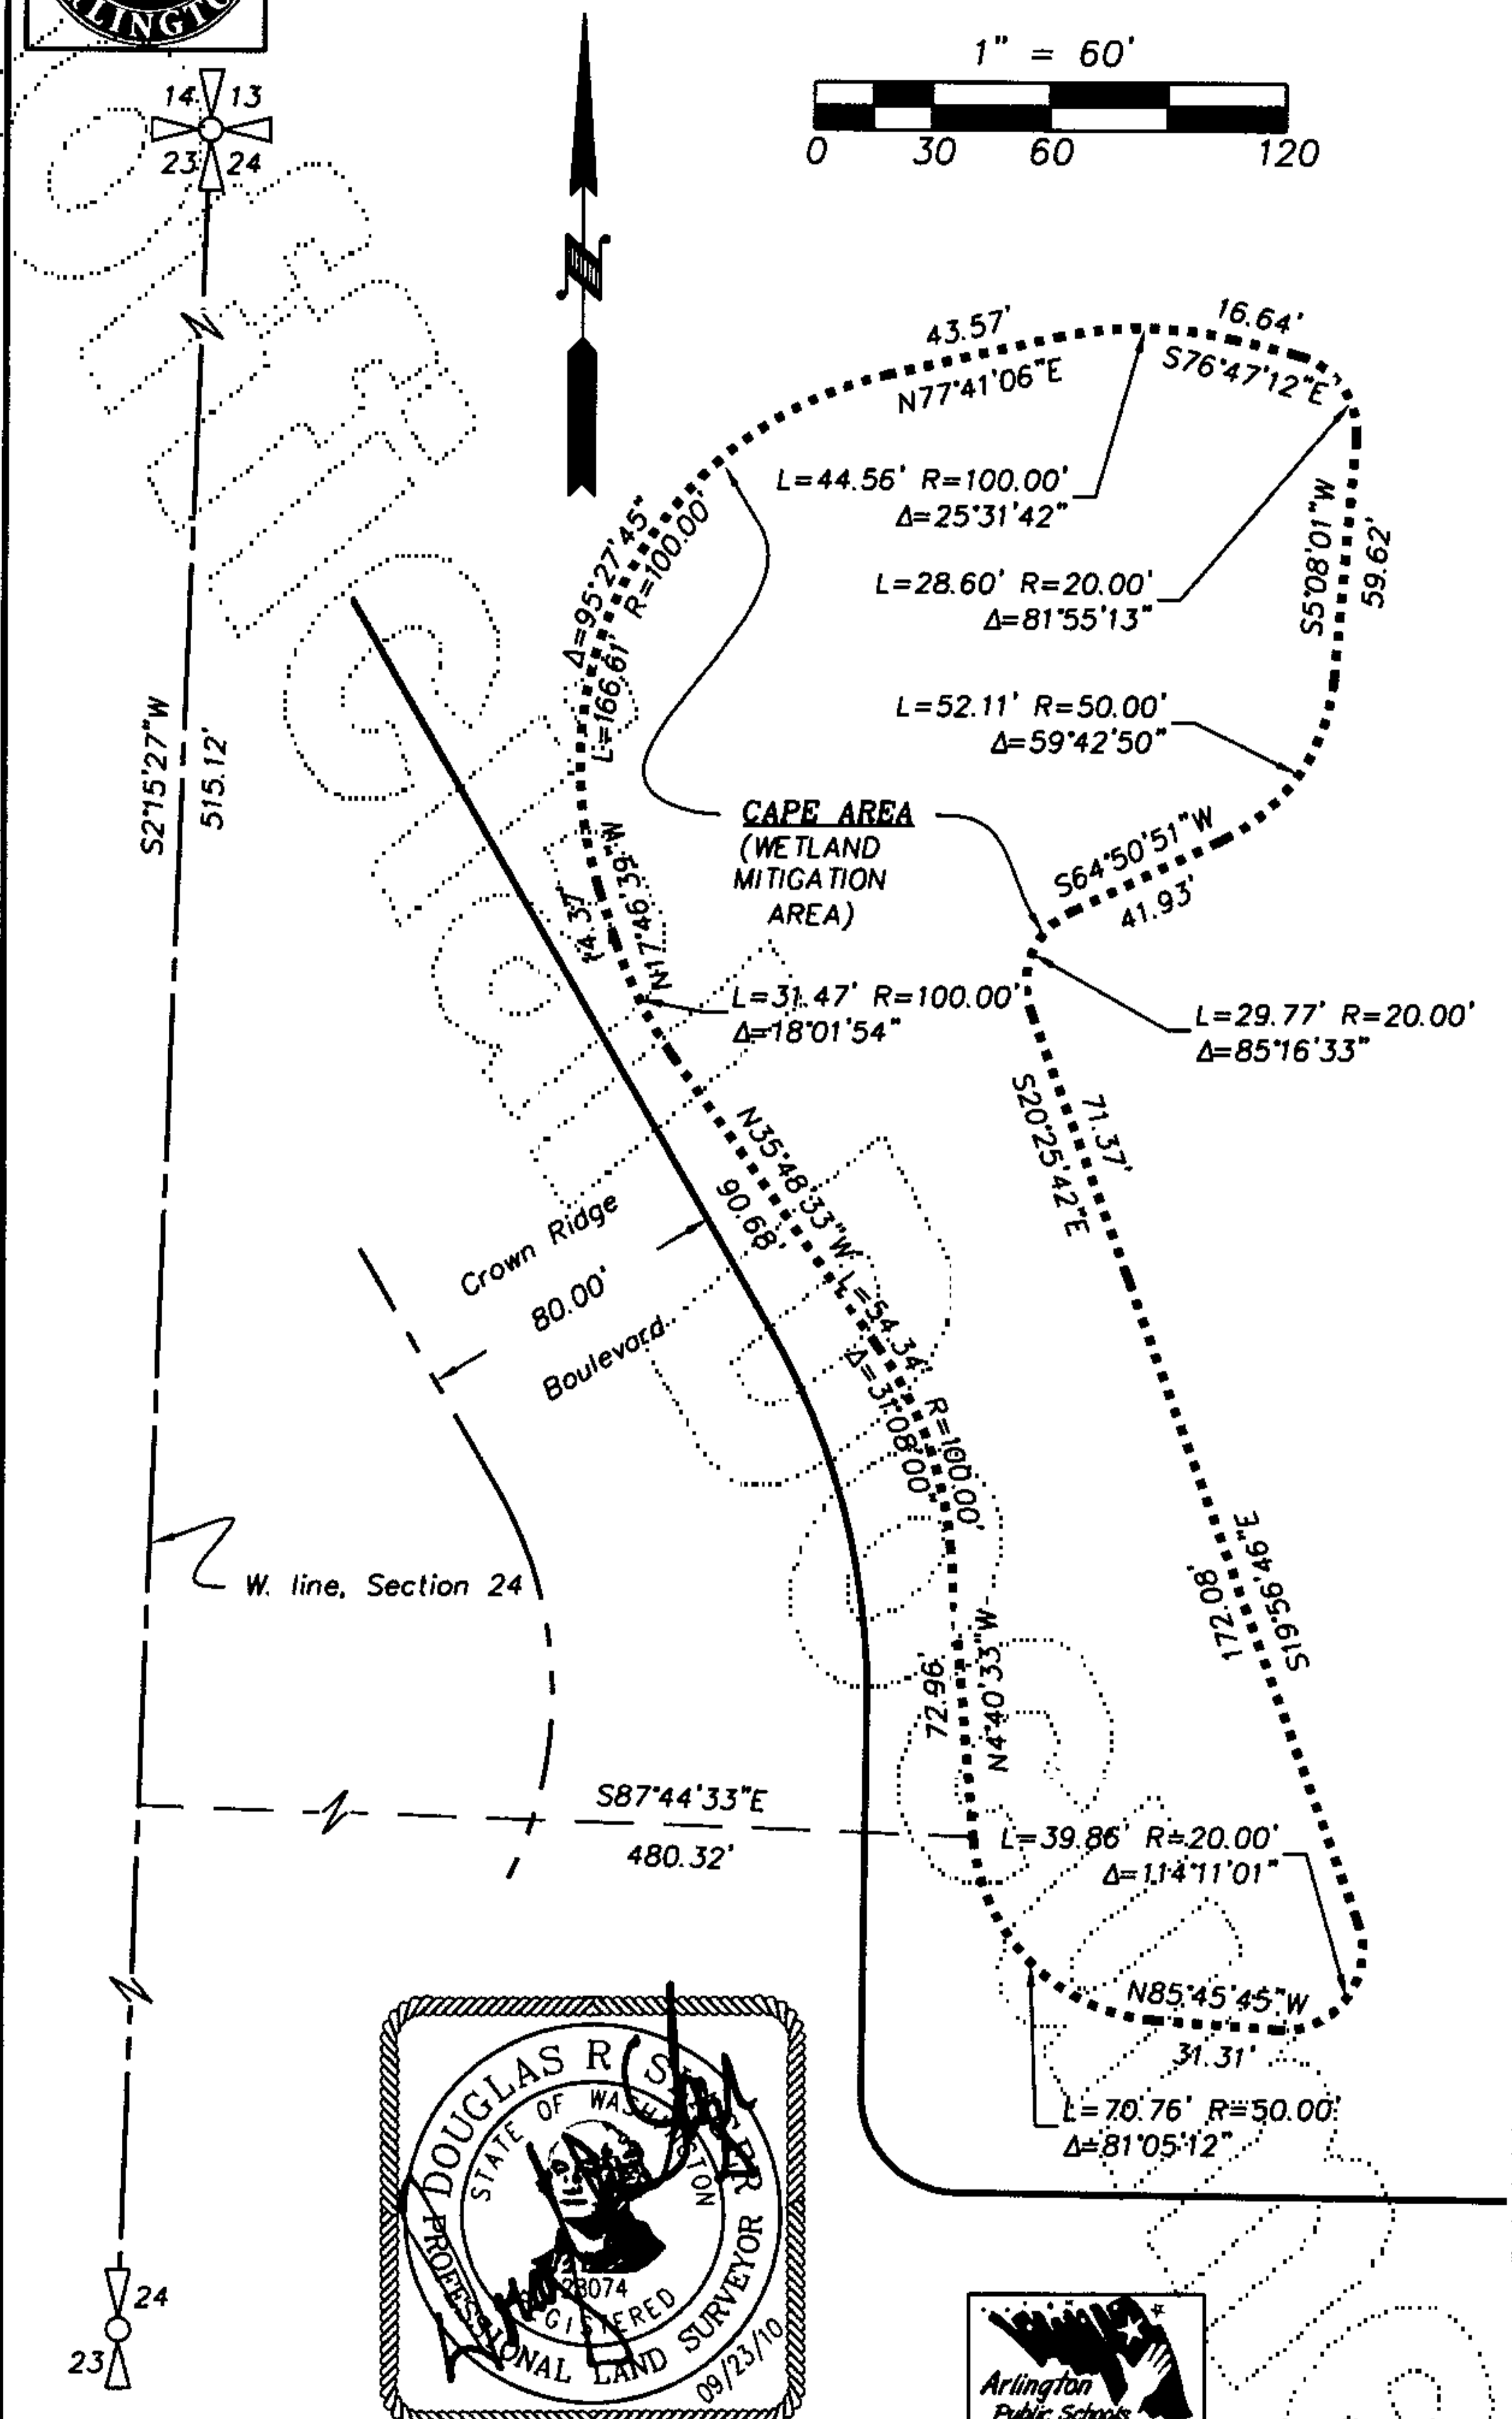 ARLINGTO
14 13
23 24
1" = 60'
0 30 60 120
43.57'
N77°41'06"E
16.64'
S76°47'12"E
L=44.56' R=100.00'
Δ=25°31'42"
Δ=95°27'45"
L=166.61' R=100.00'
L=28.60' R=20.00'
Δ=81°55'13"
S5°08'01"W
59.62'
L=52.11' R=50.00'
Δ=59°42'50"
S2°15'27"W
515.12'
CAPE AREA
(WETLAND
MITIGATION
AREA)
S64°50'51"W
41.93'
14.37'
N17°46'39"W
L=31.47' R=100.00'
Δ=18°01'54"
L=29.77' R=20.00'
Δ=85°16'33"
71.37'
S20°25'42"E
N35°48'33"W
90.68'
Crown Ridge
80.00'
Boulevard
L=54.34' R=100.00'
Δ=31°08'00"
W. line, Section 24
172.08'
S19°56'46"E
72.96'
N4°40'33"W
S87°44'33"E
480.32'
L=39.86' R=20.00'
Δ=114°11'01"
N85°45'45"W
31.31'
L=70.76' R=50.00'
Δ=81°05'12"
DOUGLAS R
STATE OF WASHINGTON
28074
REGISTERED
PROFESSIONAL LAND SURVEYOR
09/23/10
24
23
Arlington
Public Schools
Unofficial Document